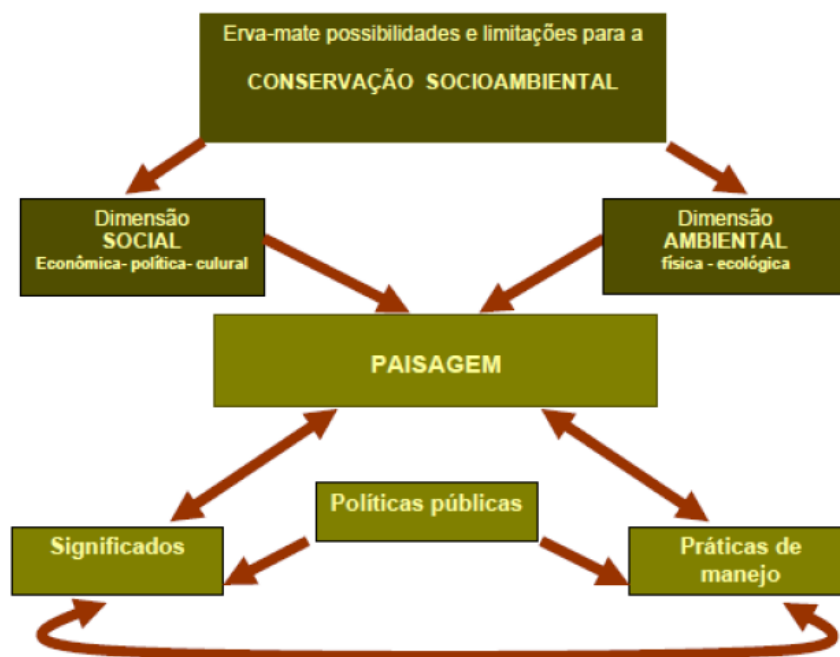 Erva-mate possibilidades e limitações para a
CONSERVAÇÃO SOCIOAMBIENTAL
Dimensão
SOCIAL
Econômica- política- culural
Dimensão
AMBIENTAL
física - ecológica
PAISAGEM
Políticas públicas
Significados
Práticas de
manejo